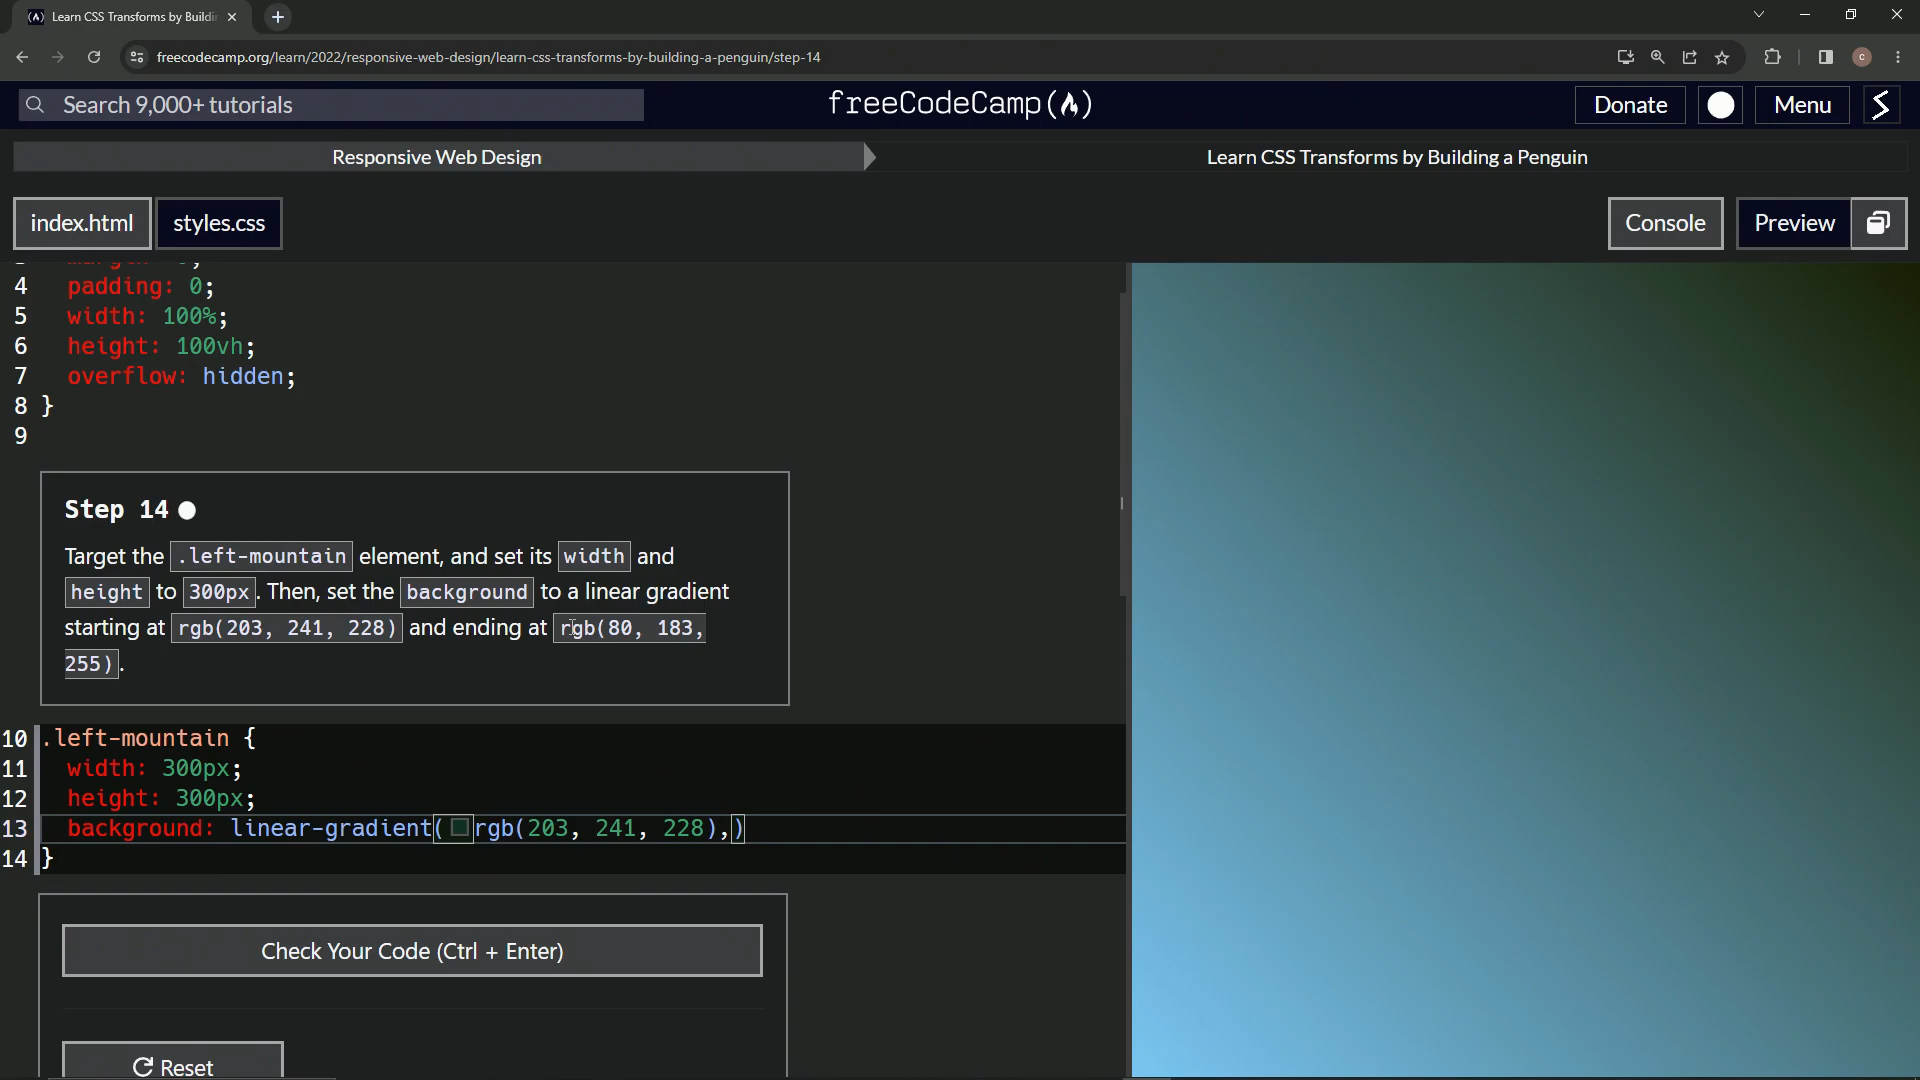 Learn CSS Transforms by Buildin
freecodecamp.org/learn/2022/responsive-web-design/learn-css-transforms-by-building-a-penguin/step-14
c
Search 9,000+ tutorials
freeCodeCamp
Donate
Menu
Responsive Web Design
Learn CSS Transforms by Building a Penguin
index.html
styles.css
Console
Preview
4 padding: 0;
5 width: 100%;
6 height: 100vh;
7 overflow: hidden;
8 }
9
Step 14
Target the .left-mountain element, and set its width and
height to 300px. Then, set the background to a linear gradient
starting at rgb(203, 241, 228) and ending at rgb(80, 183,
255).
10 .left-mountain {
11 width: 300px;
12 height: 300px;
13 background: linear-gradient(rgb(203, 241, 228),)
14 }
Check Your Code (Ctrl + Enter)
Reset